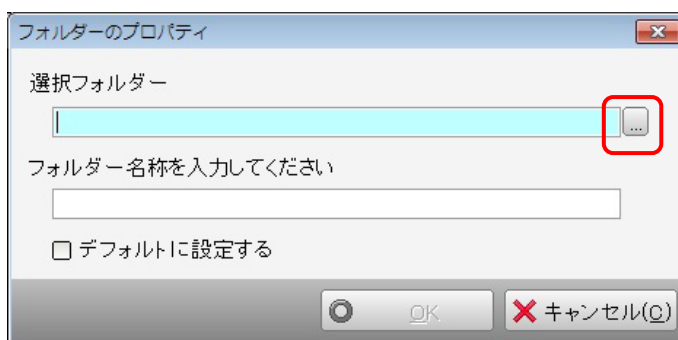 フォルダーのプロパティ
選択フォルダー
...
フォルダー名称を入力してください
デフォルトに設定する
OK
キャンセル(C)